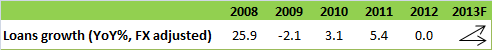 2008 2009 2010 2011 2012 2013F
Loans growth (YoY%, FX adjusted) 25.9 -2.1 3.1 5.4 0.0